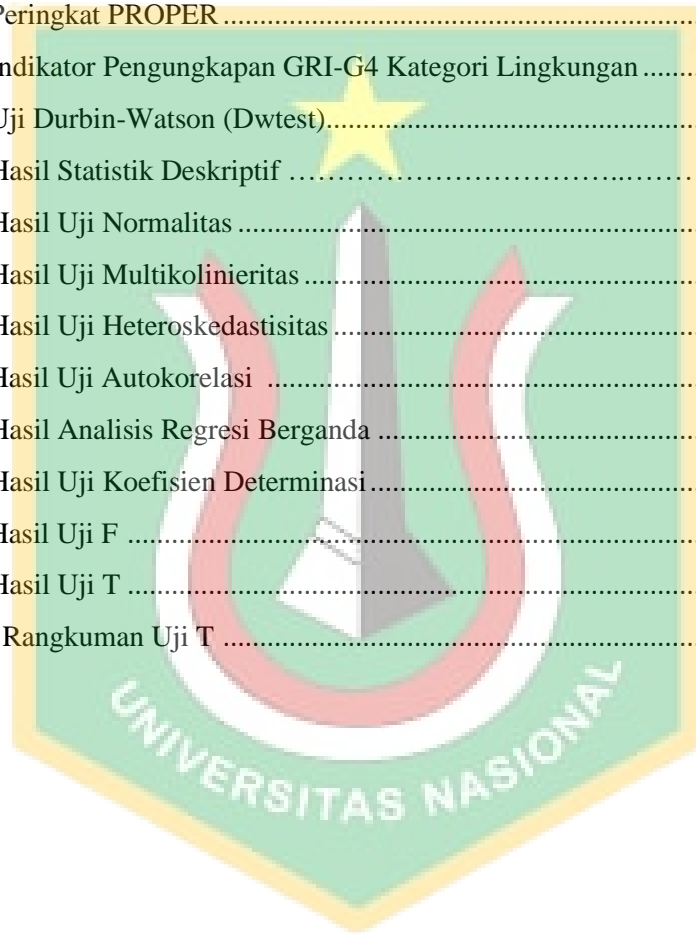 Peringkat PROPER ........................................................................
Indikator Pengungkapan GRI-G4 Kategori Lingkungan .........
Uji Durbin-Watson (Dwtest)...........................................................
Hasil Statistik Deskriptif ………………………………..………
Hasil Uji Normalitas ......................................................................
Hasil Uji Multikolinieritas ............................................................
Hasil Uji Heteroskedastisitas .......................................................
Hasil Uji Autokorelasi ..................................................................
Hasil Analisis Regresi Berganda ................................................
Hasil Uji Koefisien Determinasi .................................................
Hasil Uji F .......................................................................................
Hasil Uji T .......................................................................................
Rangkuman Uji T ..........................................................................
UNIVERSITAS NASIONAL